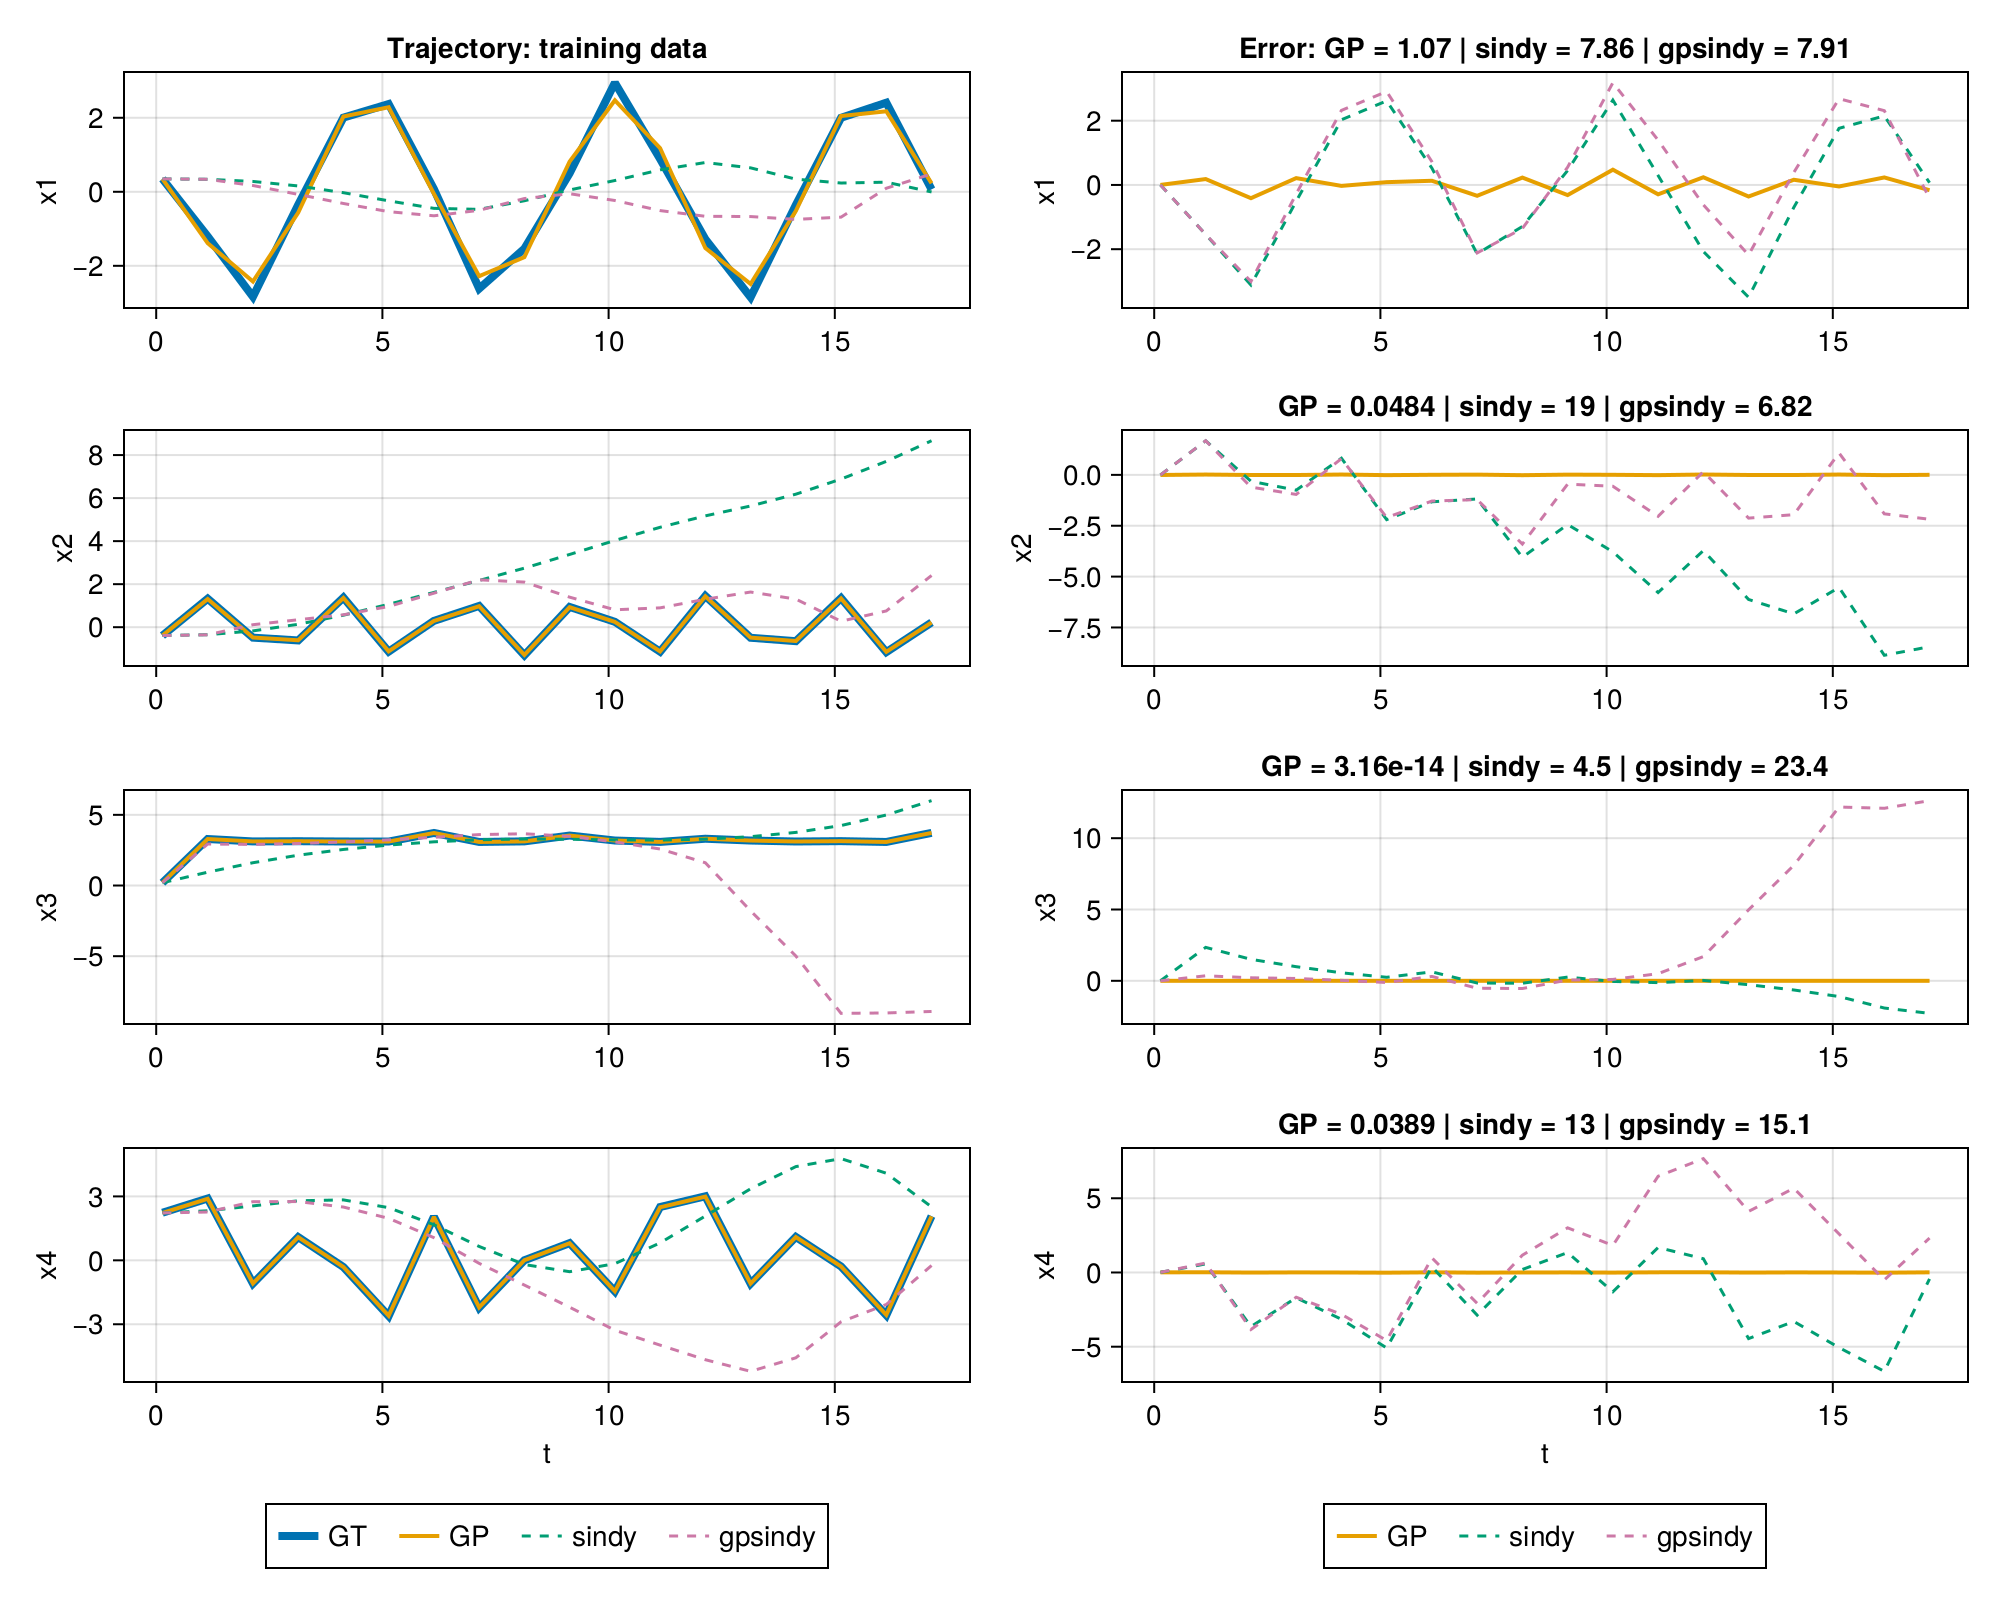 Trajectory: training data
x1
2
0
−2
0 5 10 15
Error: GP = 1.07 | sindy = 7.86 | gpsindy = 7.91
x1
2
0
−2
0 5 10 15
x2
8
6
4
2
0
0 5 10 15
GP = 0.0484 | sindy = 19 | gpsindy = 6.82
x2
0.0
−2.5
−5.0
−7.5
0 5 10 15
x3
5
0
−5
0 5 10 15
GP = 3.16e-14 | sindy = 4.5 | gpsindy = 23.4
x3
10
5
0
0 5 10 15
x4
3
0
−3
0 5 10 15
t
GP = 0.0389 | sindy = 13 | gpsindy = 15.1
x4
5
0
−5
0 5 10 15
t
GT GP sindy gpsindy
GP sindy gpsindy